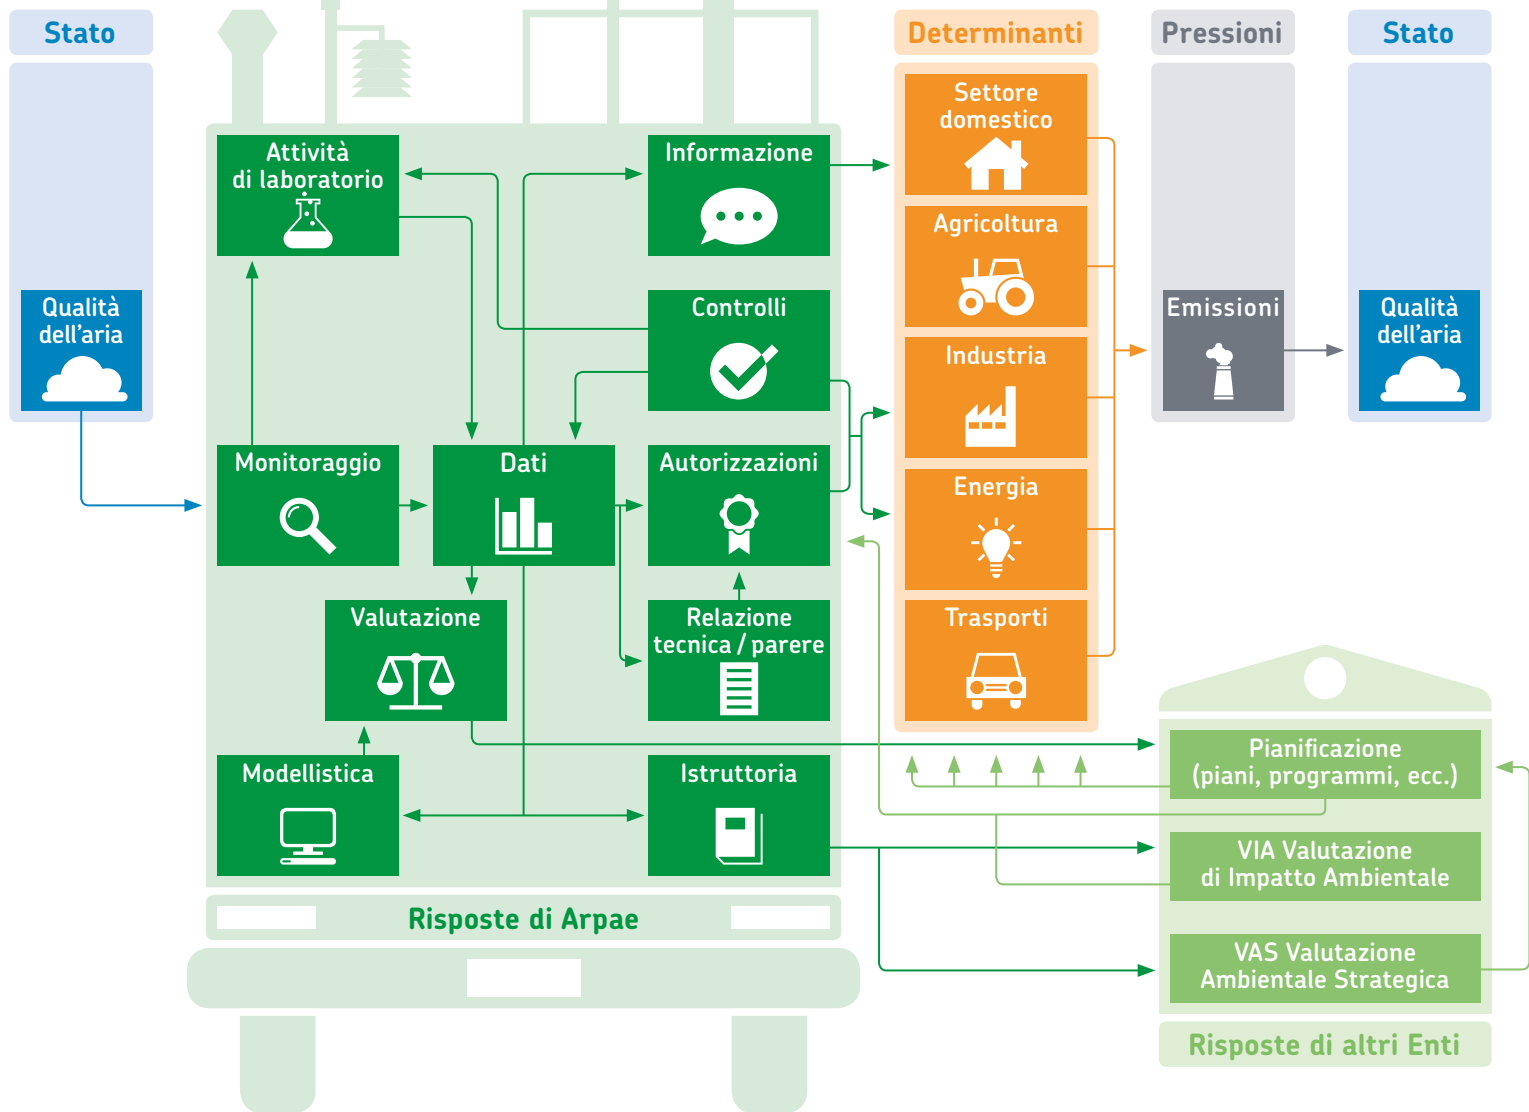 Stato
Determinanti
Pressioni
Stato
Attività
di laboratorio
Informazione
Settore
domestico
Agricoltura
Qualità
dell'aria
Controlli
Industria
Emissioni
Qualità
dell'aria
Monitoraggio
Dati
Autorizzazioni
Energia
Valutazione
Relazione
tecnica / parere
Trasporti
Modellistica
Istruttoria
Pianificazione
(piani, programmi, ecc.)
VIA Valutazione
di Impatto Ambientale
VAS Valutazione
Ambientale Strategica
Risposte di Arpae
Risposte di altri Enti